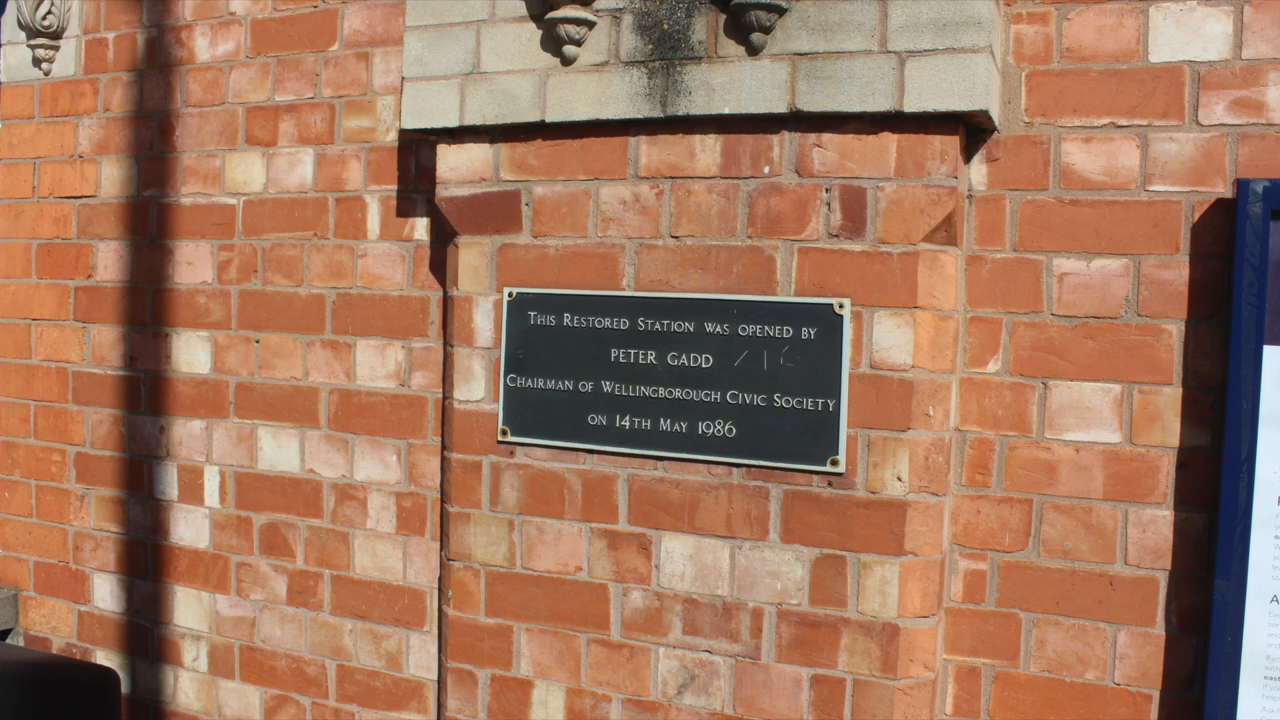 This Restored Station was opened by
PETER GADD
Chairman of Wellingborough Civic Society
on 14th May 1986